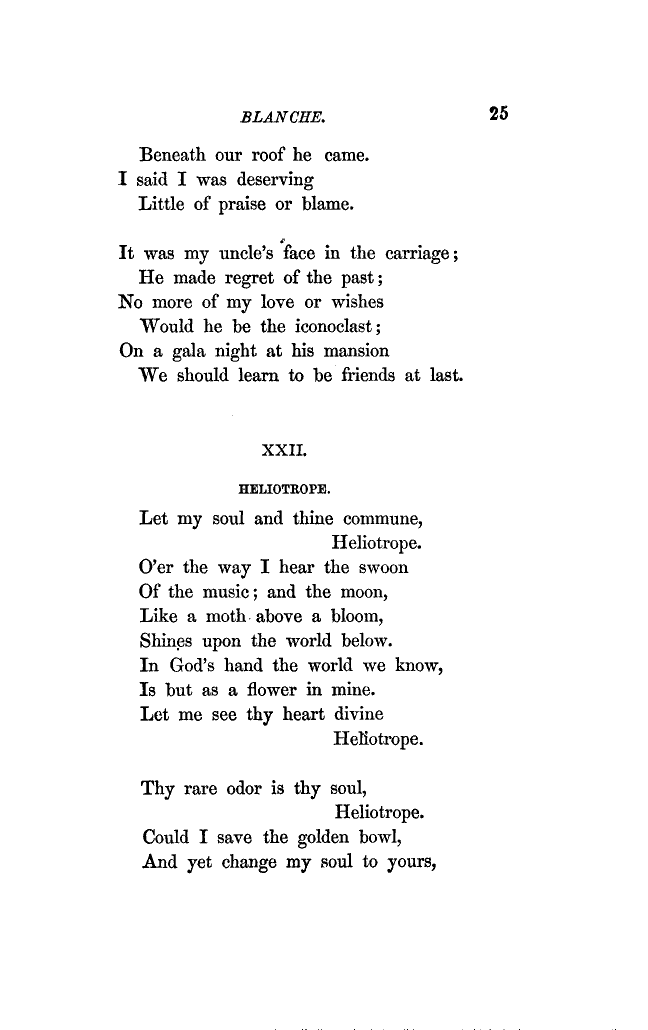 BLANCHE. 25
Beneath our roof he came.
I said I was deserving
Little of praise or blame.
It was my uncle's face in the carriage;
He made regret of the past;
No more of my love or wishes
Would he be the iconoclast;
On a gala night at his mansion
We should learn to be friends at last.
XXII.
HELIOTROPE.
Let my soul and thine commune,
Heliotrope.
O'er the way I hear the swoon
Of the music; and the moon,
Like a moth above a bloom,
Shines upon the world below.
In God's hand the world we know,
Is but as a flower in mine.
Let me see thy heart divine
Heliotrope.
Thy rare odor is thy soul,
Heliotrope.
Could I save the golden bowl,
And yet change my soul to yours,